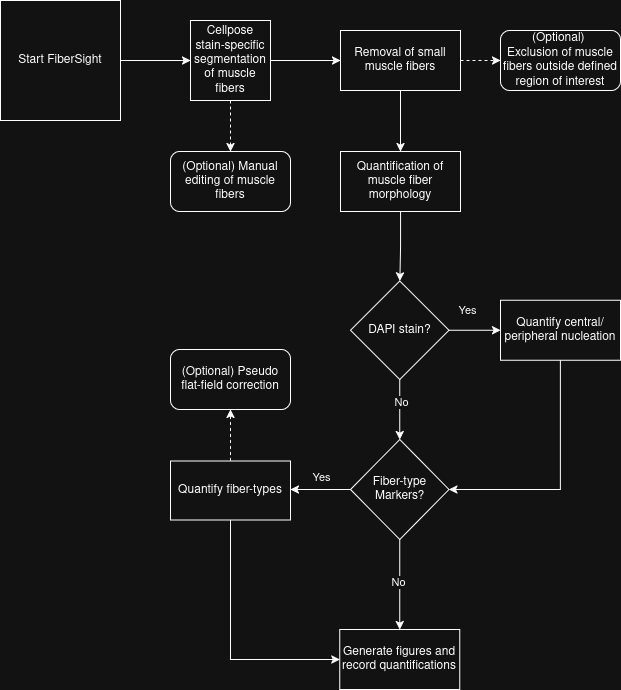 Start FiberSight
Cellpose
stain-specific
segmentation
of muscle
fibers
Removal of small
muscle fibers
(Optional)
Exclusion of muscle
fibers outside defined
region of interest
(Optional) Manual
editing of muscle
fibers
Quantification of
muscle fiber
morphology
DAPI stain?
Yes
Quantify central/
peripheral nucleation
No
(Optional) Pseudo
flat-field correction
Quantify fiber-types
Yes
Fiber-type
Markers?
No
Generate figures and
record quantifications